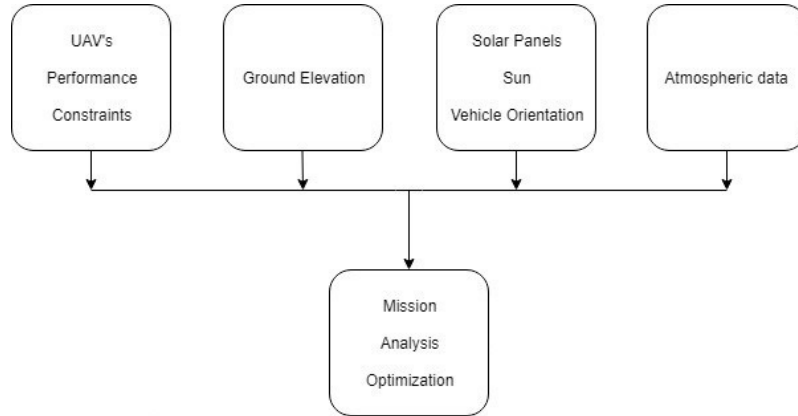 UAV's
Performance
Constraints
Ground Elevation
Solar Panels
Sun
Vehicle Orientation
Atmospheric data
Mission
Analysis
Optimization